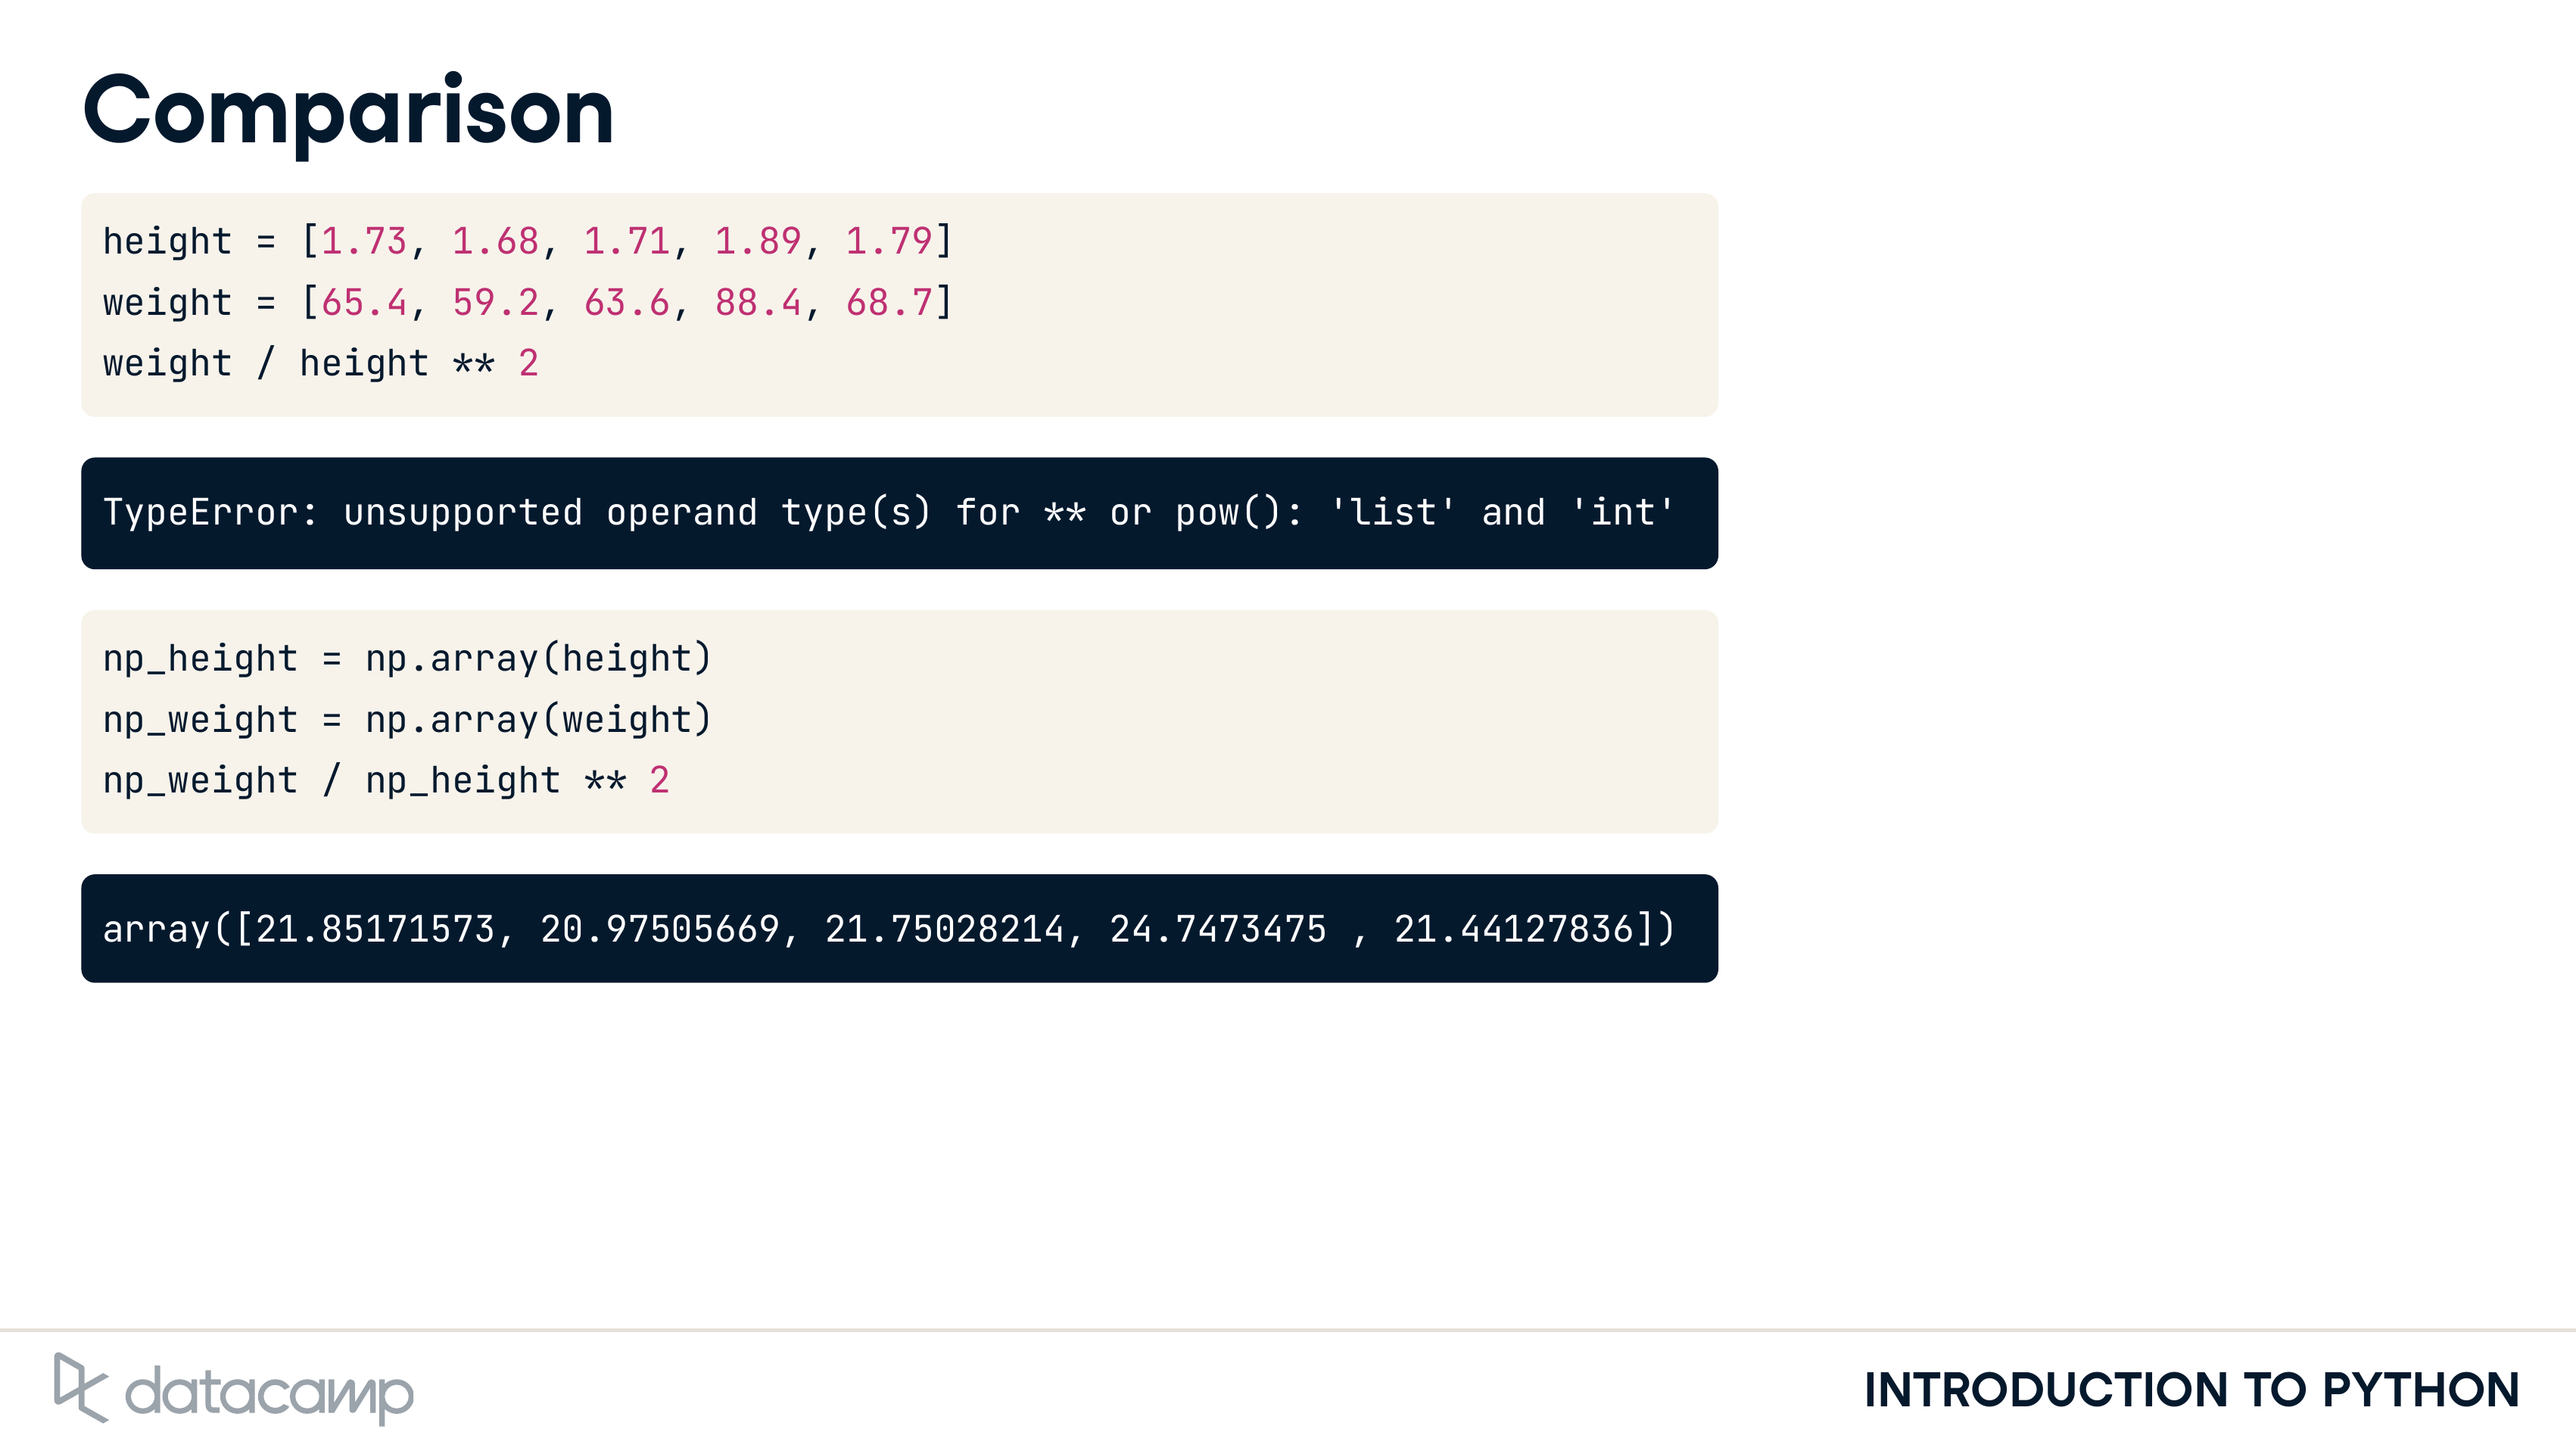 Comparison
height = [1.73, 1.68, 1.71, 1.89, 1.79]
weight = [65.4, 59.2, 63.6, 88.4, 68.7]
weight / height ** 2
TypeError: unsupported operand type(s) for ** or pow(): 'list' and 'int'
np_height = np.array(height)
np_weight = np.array(weight)
np_weight / np_height ** 2
array([21.85171573, 20.97505669, 21.75028214, 24.7473475 , 21.44127836])
datacamp
INTRODUCTION TO PYTHON